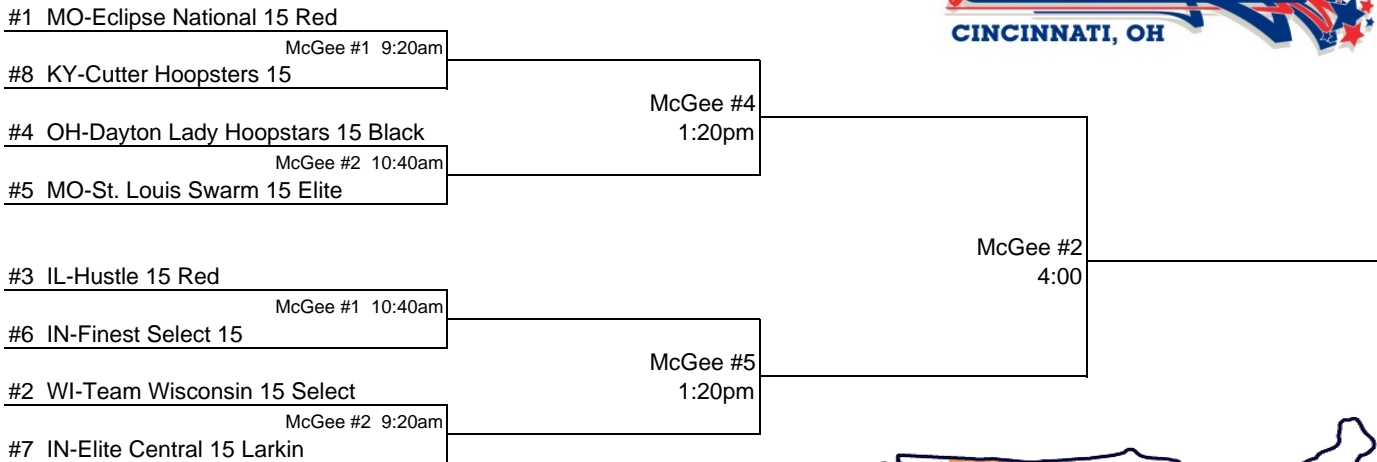 #1 MO-Eclipse National 15 Red
McGee #1 9:20am
#8 KY-Cutter Hoopsters 15
#4 OH-Dayton Lady Hoopstars 15 Black
McGee #2 10:40am
#5 MO-St. Louis Swarm 15 Elite
McGee #4
1:20pm
#3 IL-Hustle 15 Red
McGee #1 10:40am
#6 IN-Finest Select 15
#2 WI-Team Wisconsin 15 Select
McGee #2 9:20am
#7 IN-Elite Central 15 Larkin
McGee #5
1:20pm
McGee #2
4:00
CINCINNATI, OH